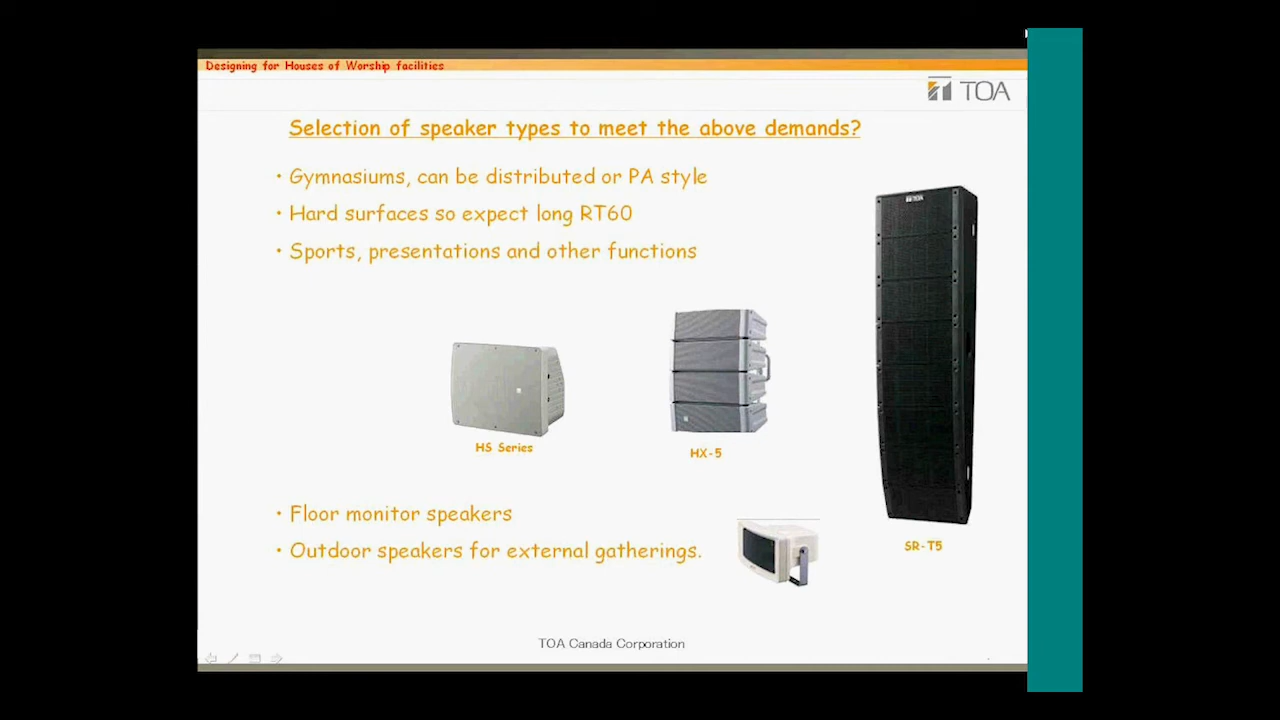 Designing for Houses of Worship facilities
TOA
Selection of speaker types to meet the above demands?
• Gymnasiums, can be distributed or PA style
• Hard surfaces so expect long RT60
• Sports, presentations and other functions
TOA
HS Series
HX-5
• Floor monitor speakers
• Outdoor speakers for external gatherings.
SR-T5
TOA Canada Corporation